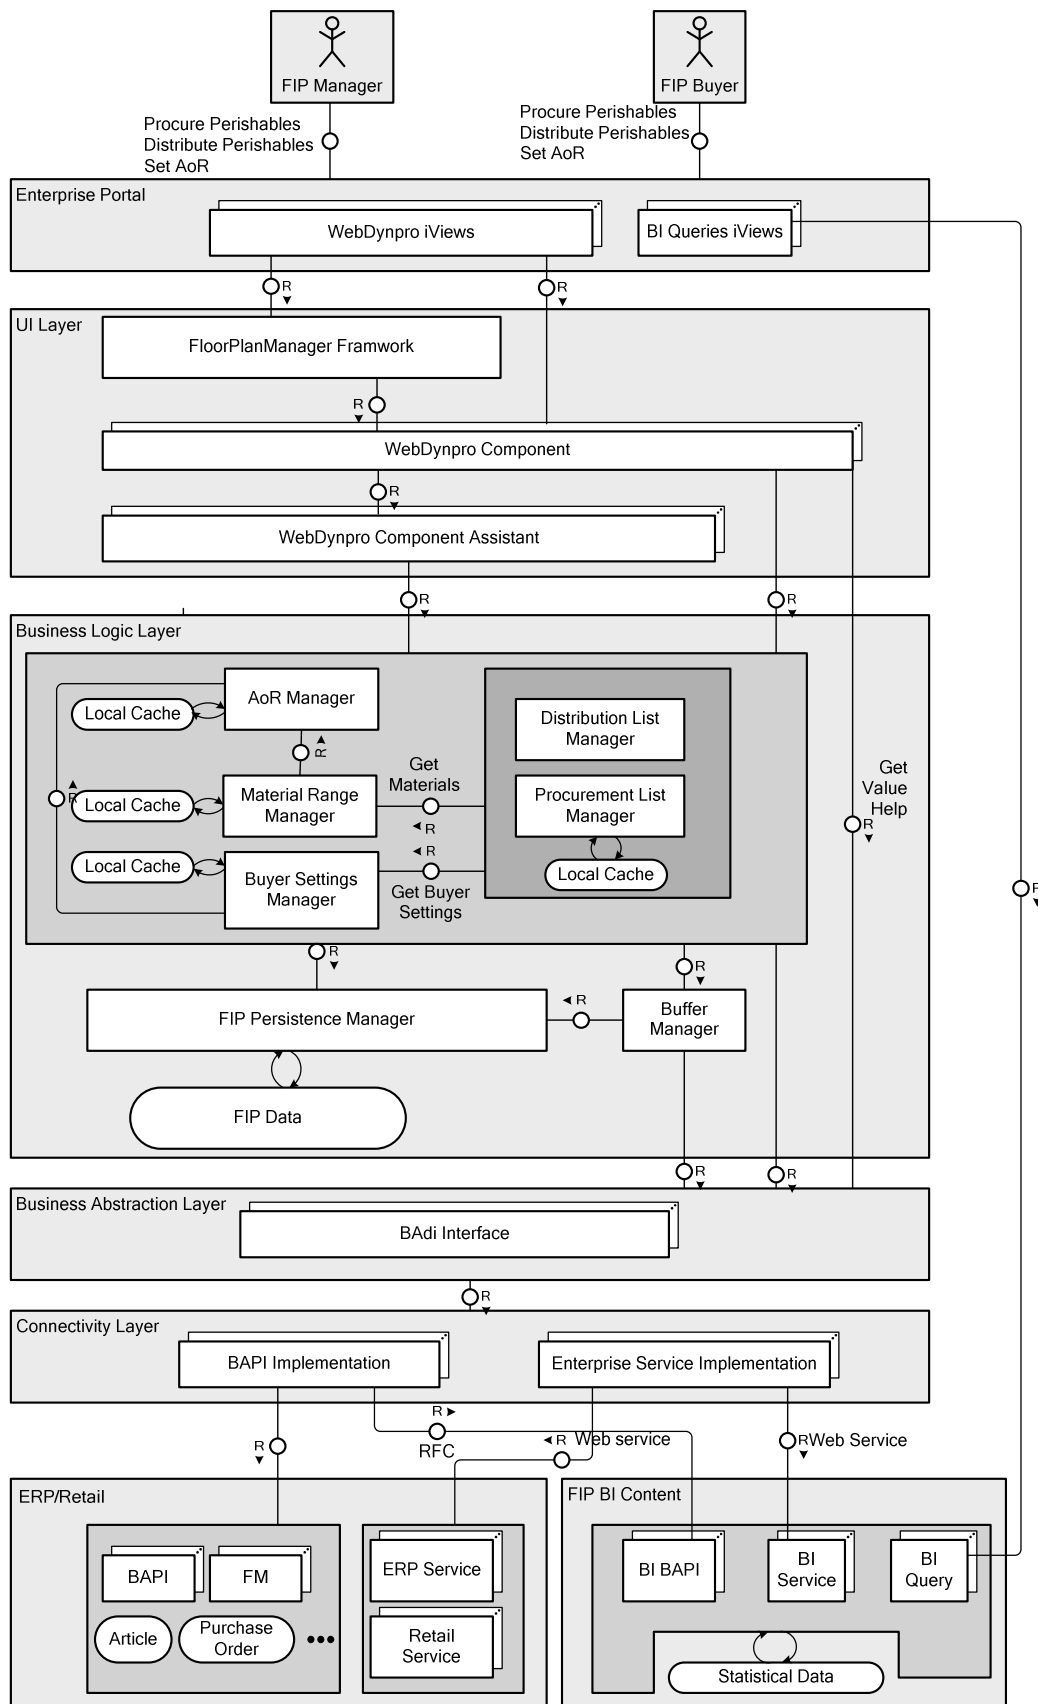 FIP Manager
FIP Buyer
Procure Perishables
Distribute Perishables
Set AoR
Procure Perishables
Distribute Perishables
Set AoR
Enterprise Portal
WebDynpro iViews
BI Queries iViews
R
R
UI Layer
FloorPlanManager Framwork
R
WebDynpro Component
R
WebDynpro Component Assistant
R
R
Business Logic Layer
AoR Manager
Local Cache
Distribution List
Manager
R
Get
Materials
Get
Value
Help
R
Local Cache
Material Range
Manager
R
Procurement List
Manager
R
Local Cache
R
Buyer Settings
Manager
Get Buyer
Settings
Local Cache
R
R
R
FIP Persistence Manager
R
Buffer
Manager
FIP Data
R
R
Business Abstraction Layer
BAdi Interface
R
Connectivity Layer
BAPI Implementation
Enterprise Service Implementation
R
RFC
R
R Web service
R Web Service
ERP/Retail
FIP BI Content
BAPI
FM
ERP Service
BI BAPI
BI
Service
BI
Query
Article
Purchase
Order
Retail
Service
Statistical Data